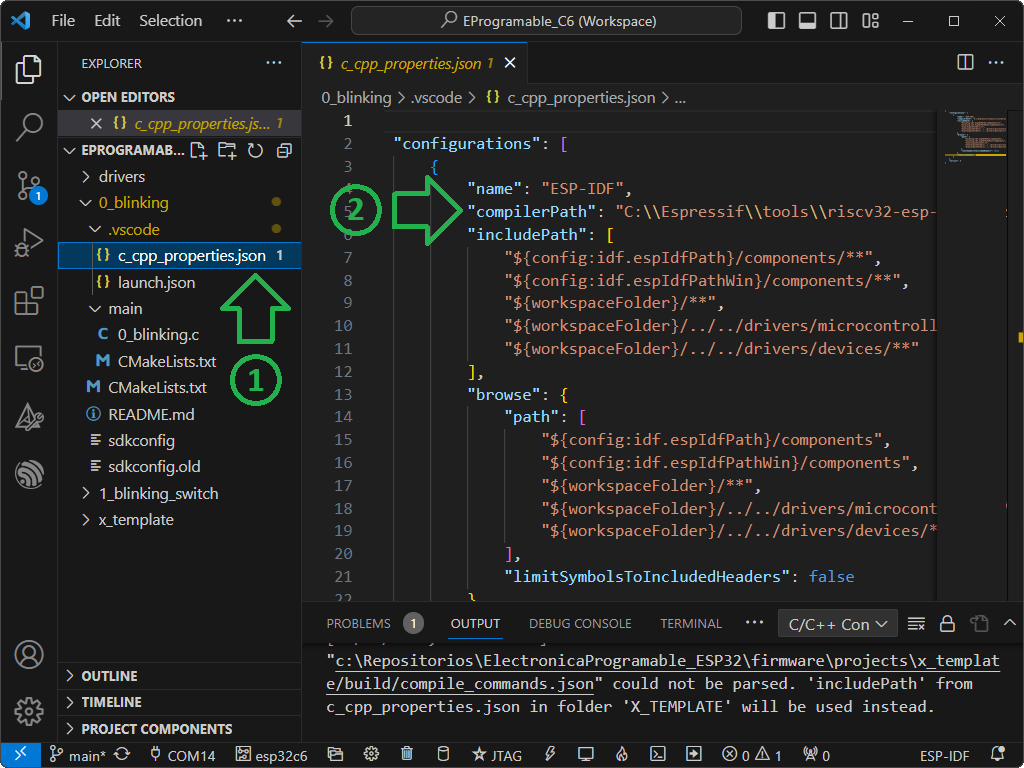 File Edit Selection ··· EProgramable_C6 (Workspace)
EXPLORER ···
OPEN EDITORS
{} c_cpp_properties.js... 1
EPROGRAMAB...
drivers
0_blinking
.vscode
{} c_cpp_properties.json 1
{} launch.json
main
C 0_blinking.c
M CMakeLists.txt
M CMakeLists.txt
README.md
sdkconfig
sdkconfig.old
1_blinking_switch
x_template
OUTLINE
TIMELINE
PROJECT COMPONENTS
1
1
2
{} c_cpp_properties.json 1
0_blinking > .vscode > {} c_cpp_properties.json > ...
1
2 "configurations": [
3 {
"name": "ESP-IDF",
5 "compilerPath": "C:\\Espressif\\tools\\riscv32-esp-
6 "includePath": [
7 "${config:idf.espIdfPath}/components/**",
8 "${config:idf.espIdfPathWin}/components/**",
9 "${workspaceFolder}/**",
10 "${workspaceFolder}/../../drivers/microcontroll
11 "${workspaceFolder}/../../drivers/devices/**"
12 ],
13 "browse": {
14 "path": [
15 "${config:idf.espIdfPath}/components",
16 "${config:idf.espIdfPathWin}/components",
17 "${workspaceFolder}/**",
18 "${workspaceFolder}/../../drivers/microcont
19 "${workspaceFolder}/../../drivers/devices/*
20 ],
21 "limitSymbolsToIncludedHeaders": false
22 }
PROBLEMS 1 OUTPUT DEBUG CONSOLE TERMINAL ··· C/C++ Con
"c:\Repositorios\ElectronicaProgramable_ESP32\firmware\projects\x_templat
e/build/compile_commands.json" could not be parsed. 'includePath' from
c_cpp_properties.json in folder 'X_TEMPLATE' will be used instead.
main* COM14 esp32c6 JTAG 0 1 0 ESP-IDF